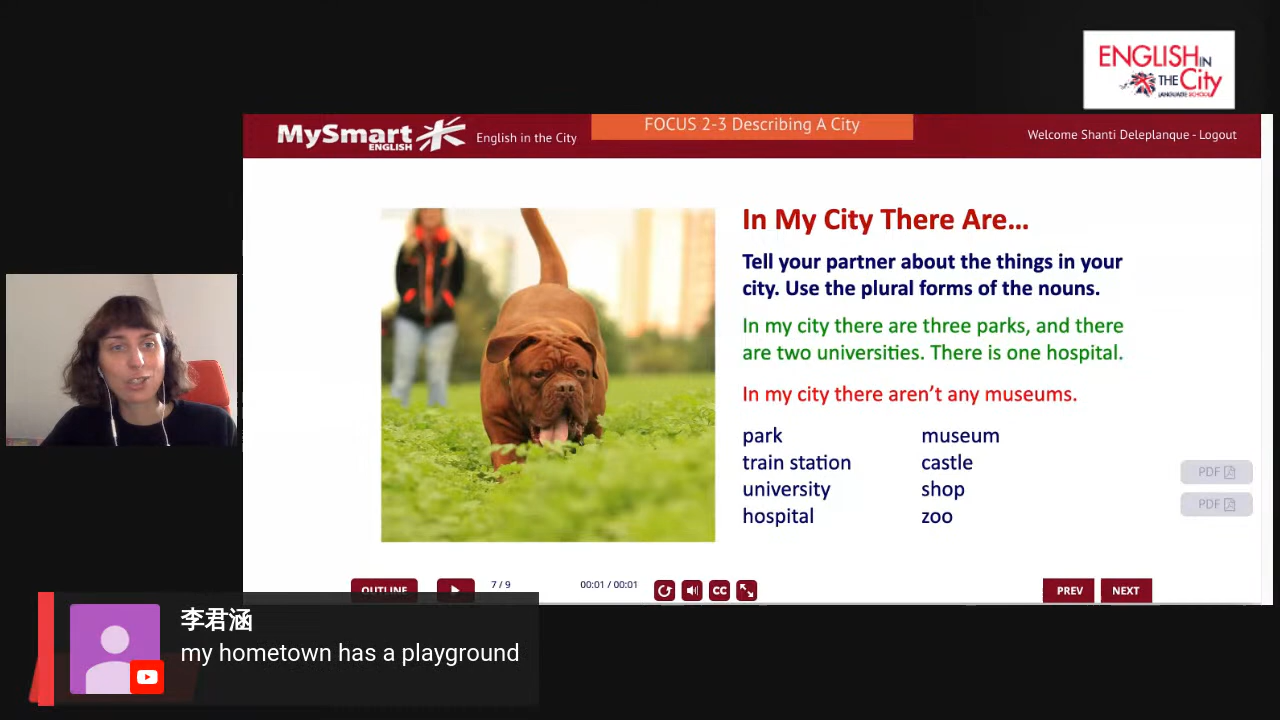 ENGLISH IN
THE City
LANGUAGE SCHOOL
MySmart
ENGLISH
English in the City
FOCUS 2-3 Describing A City
Welcome Shanti Deleplanque - Logout
In My City There Are...
Tell your partner about the things in your
city. Use the plural forms of the nouns.
In my city there are three parks, and there
are two universities. There is one hospital.
In my city there aren't any museums.
park
train station
university
hospital
museum
castle
shop
zoo
PDF
PDF
OUTLINE
7 / 9
00:01 / 00:01
CC
PREV
NEXT
李君涵
my hometown has a playground